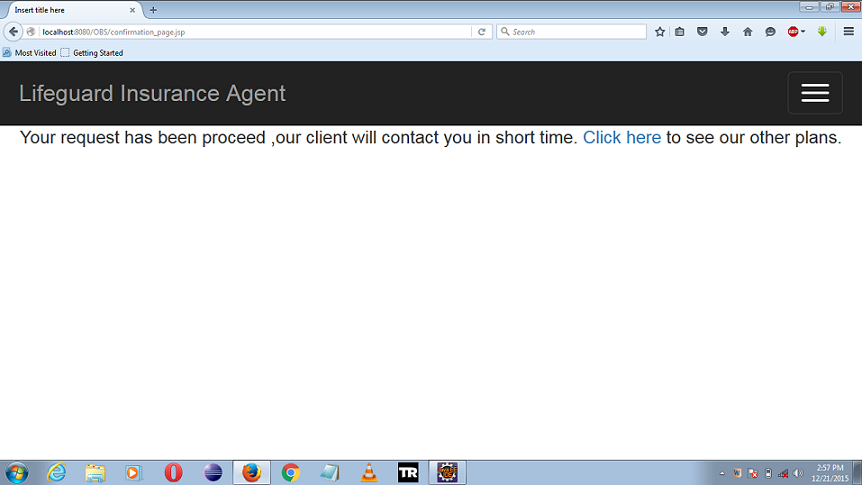 Insert title here
localhost:8080/OBS/confirmation_page.jsp
Search
ABP
Most Visited
Getting Started
Lifeguard Insurance Agent
Your request has been proceed ,our client will contact you in short time. Click here to see our other plans.
TR
2:57 PM
12/21/2015